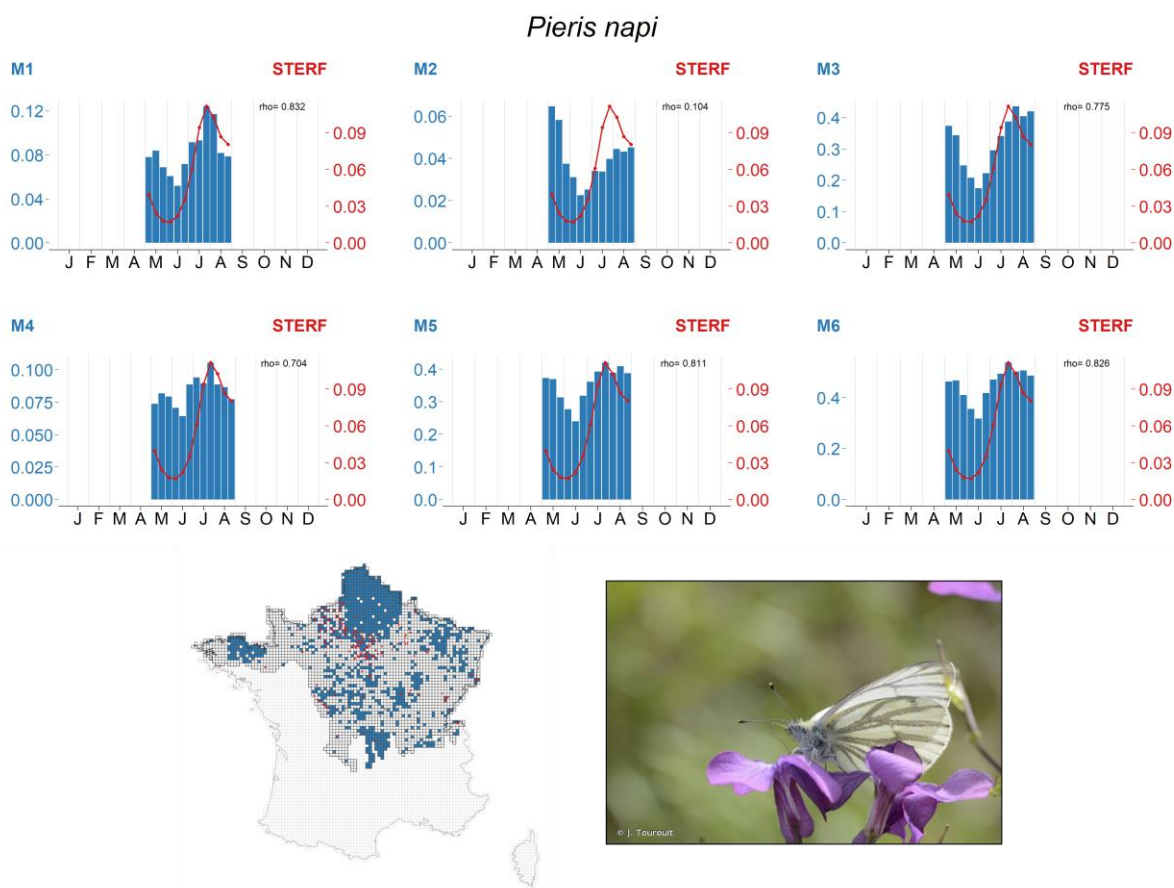 Pieris napi
M1 STERF M2 STERF M3 STERF
rho= 0.832 rho= 0.104 rho= 0.775
0.12 0.08 0.04 0.00 0.09 0.06 0.03 0.00
0.06 0.04 0.02 0.00 0.09 0.06 0.03 0.00
0.4 0.3 0.2 0.1 0.0 0.09 0.06 0.03 0.00
J F M A M J J A S O N D J F M A M J J A S O N D J F M A M J J A S O N D
M4 STERF M5 STERF M6 STERF
rho= 0.704 rho= 0.811 rho= 0.826
0.100 0.075 0.050 0.025 0.000 0.09 0.06 0.03 0.00
0.4 0.3 0.2 0.1 0.0 0.09 0.06 0.03 0.00
0.4 0.2 0.0 0.09 0.06 0.03 0.00
J F M A M J J A S O N D J F M A M J J A S O N D J F M A M J J A S O N D
© J. Touroult